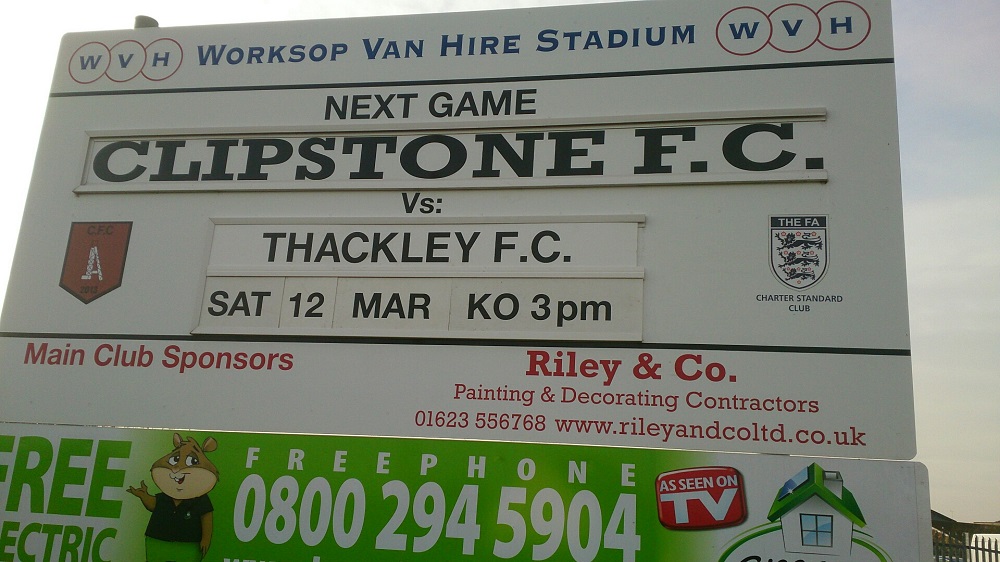 WVH WORKSOP VAN HIRE STADIUM WVH
NEXT GAME
CLIPSTONE F.C.
Vs:
C.F.C
THE FA
THACKLEY F.C.
SAT 12 MAR KO 3pm
CHARTER STANDARD
CLUB
Main Club Sponsors
Riley & Co.
Painting & Decorating Contractors
01623 556768 www.rileyandcoltd.co.uk
FREE
FREEPHONE
0800 294 5904
AS SEEN ON
TV